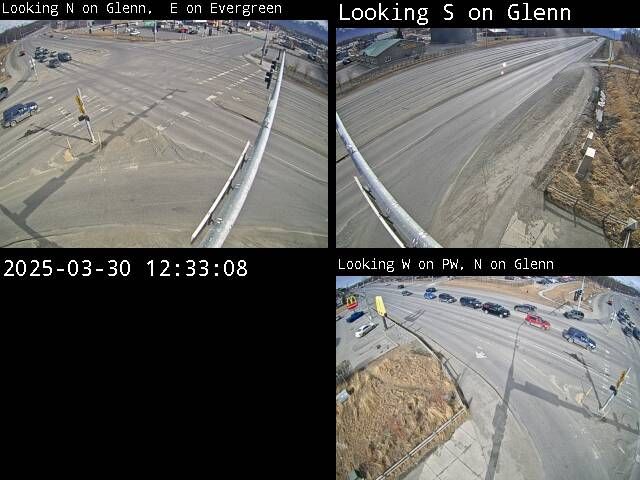 Looking N on Glenn,  E on Evergreen
Looking S on Glenn
2025-03-30 12:33:08
Looking W on PW, N on Glenn